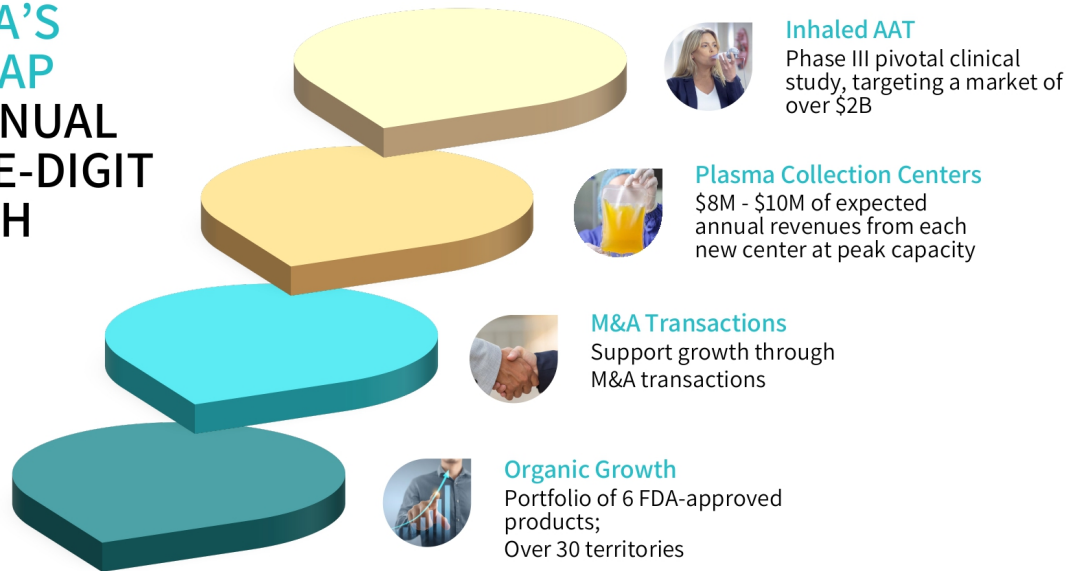 A'S
AP
NUAL
E-DIGIT
H
Inhaled AAT
Phase III pivotal clinical
study, targeting a market of
over $2B
Plasma Collection Centers
$8M - $10M of expected
annual revenues from each
new center at peak capacity
M&A Transactions
Support growth through
M&A transactions
Organic Growth
Portfolio of 6 FDA-approved
products;
Over 30 territories